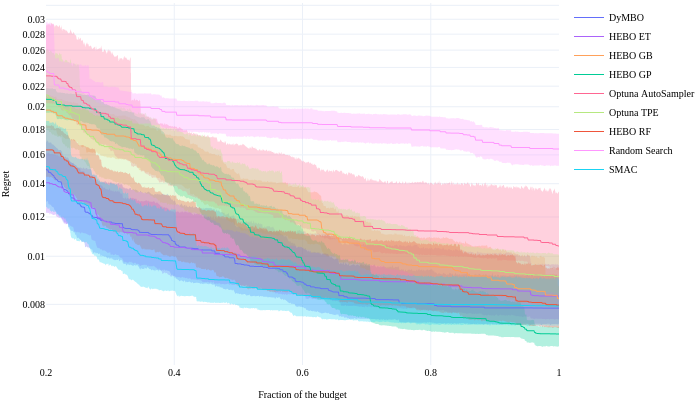 0.03
0.028
0.026
0.024
0.022
0.02
0.018
0.016
0.014
0.012
0.01
0.008
Regret
0.2
0.4
0.6
0.8
1
Fraction of the budget
DyMBO
HEBO ET
HEBO GB
HEBO GP
Optuna AutoSampler
Optuna TPE
HEBO RF
Random Search
SMAC